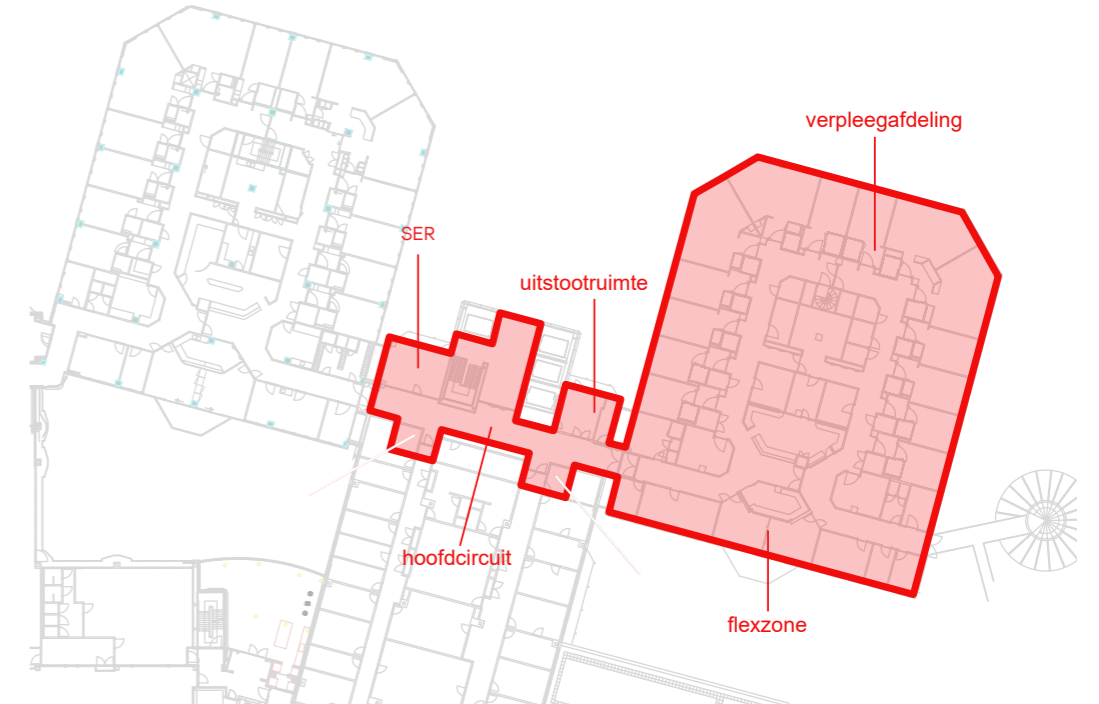 verpleegafdeling
SER
uitstootruimte
hoofdcircuit
flexzone